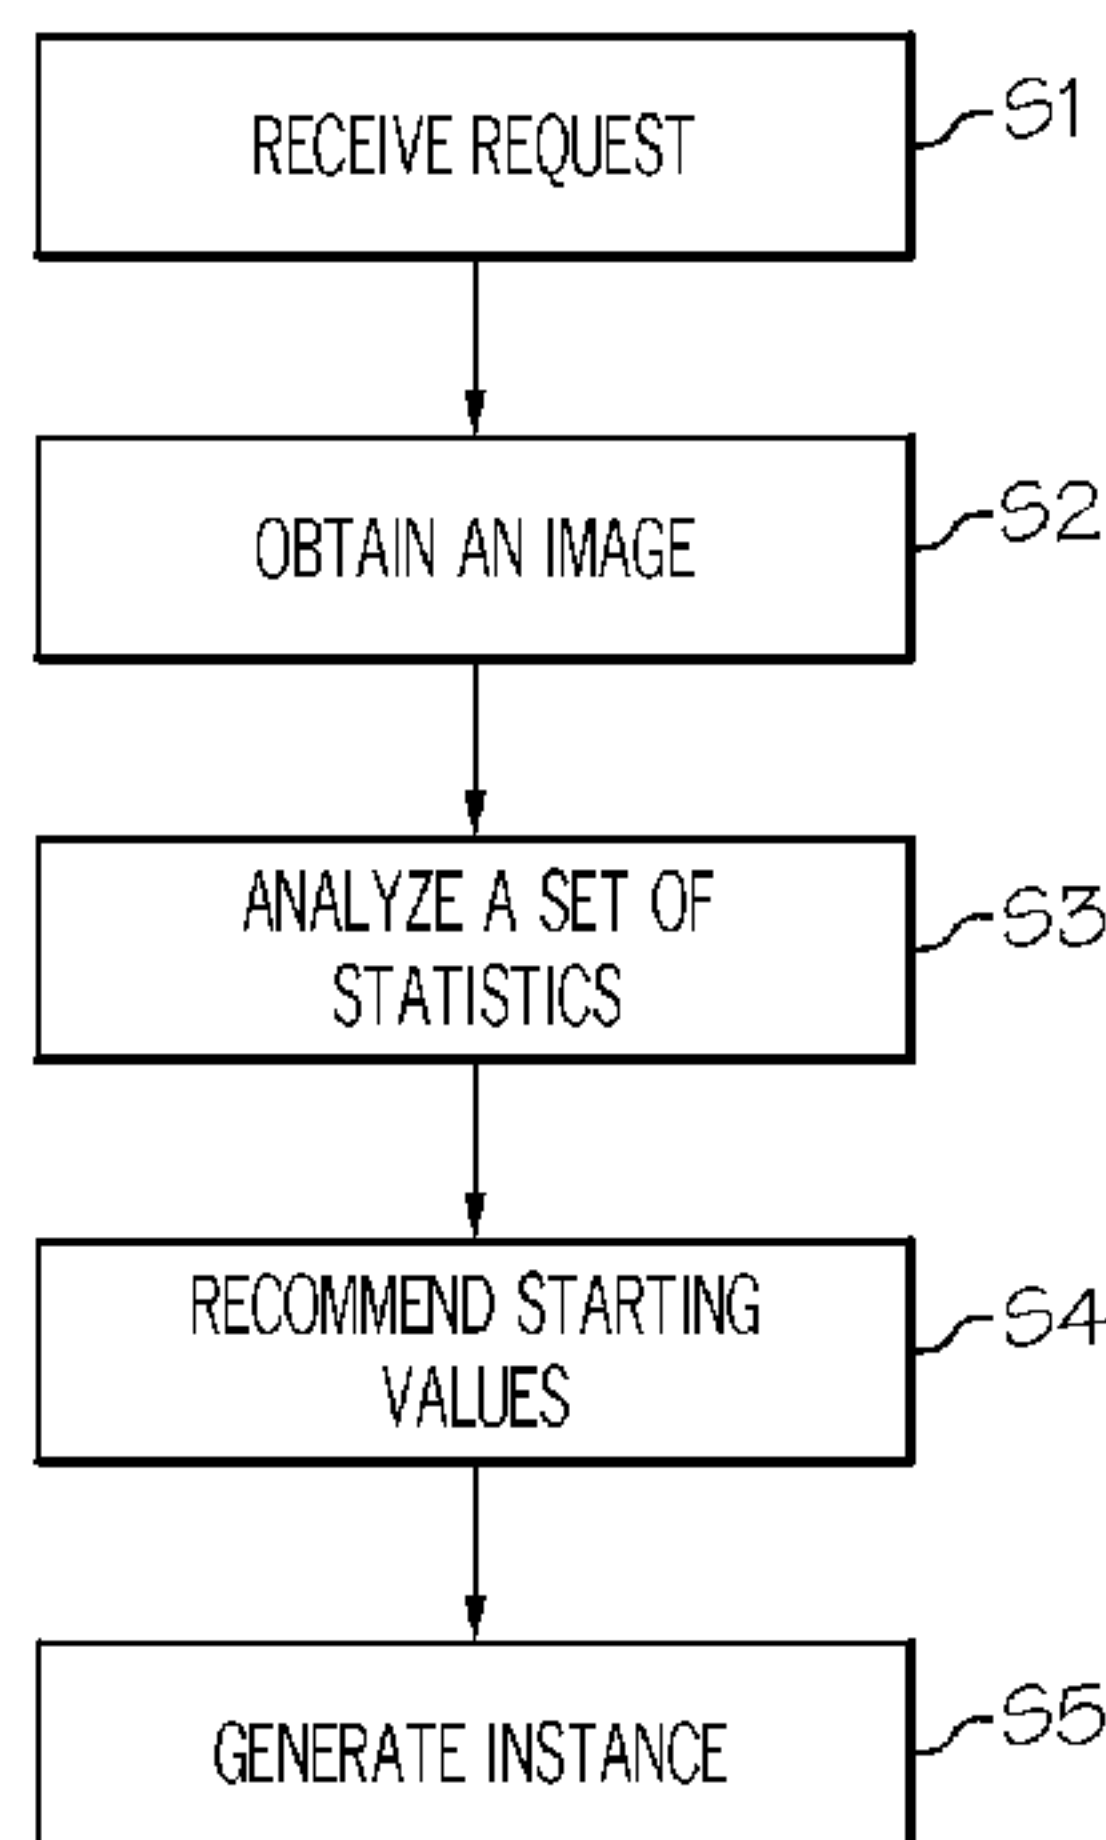 RECEIVE REQUEST
S1
OBTAIN AN IMAGE
S2
ANALYZE A SET OF
STATISTICS
S3
RECOMMEND STARTING
VALUES
S4
GENERATE INSTANCE
S5